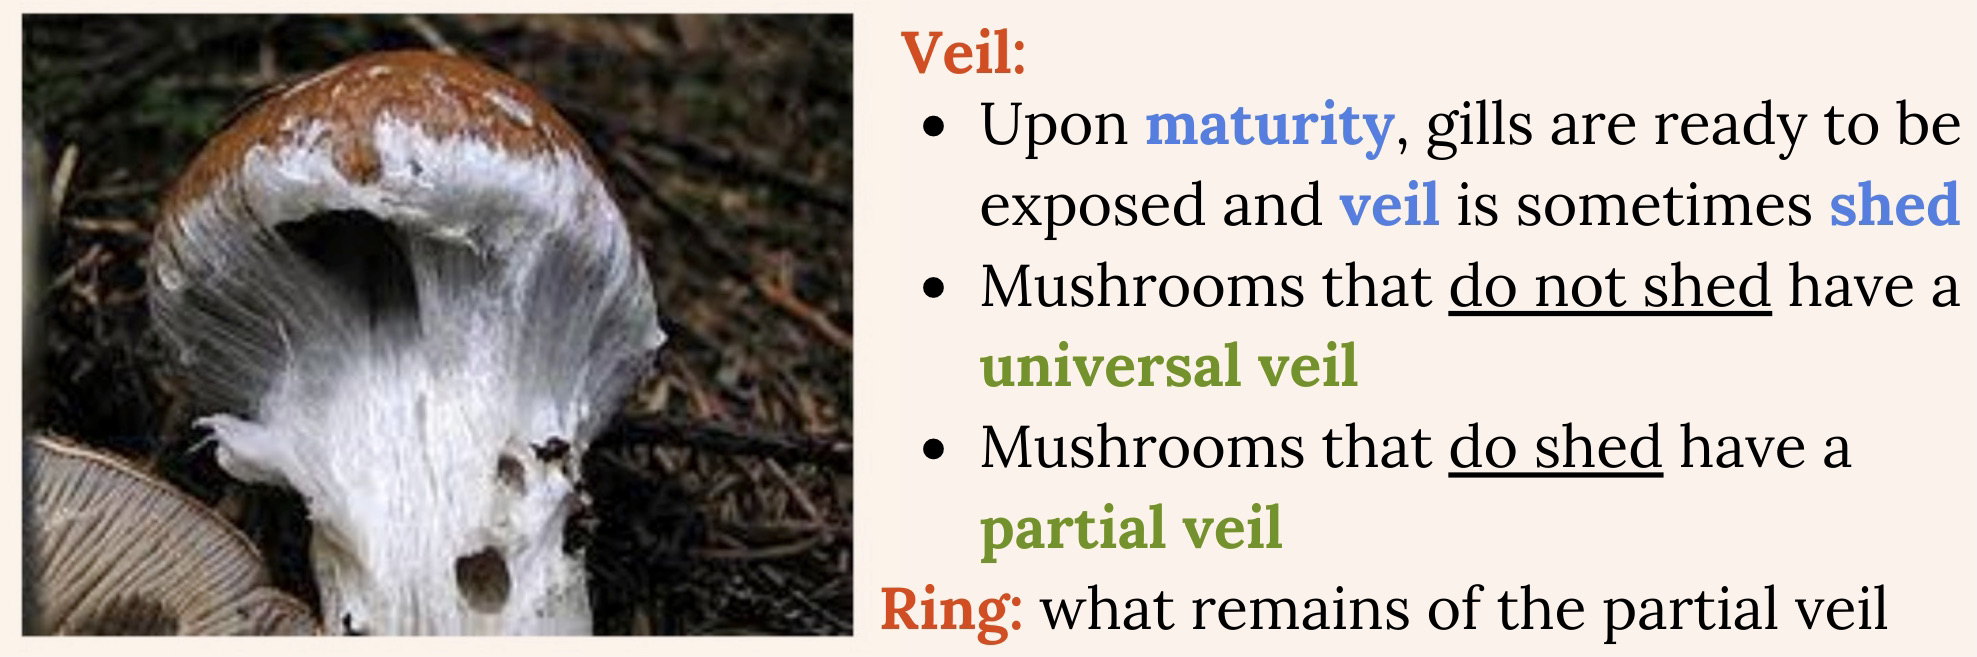 Veil:
• Upon maturity, gills are ready to be
exposed and veil is sometimes shed
• Mushrooms that do not shed have a
universal veil
• Mushrooms that do shed have a
partial veil
Ring: what remains of the partial veil